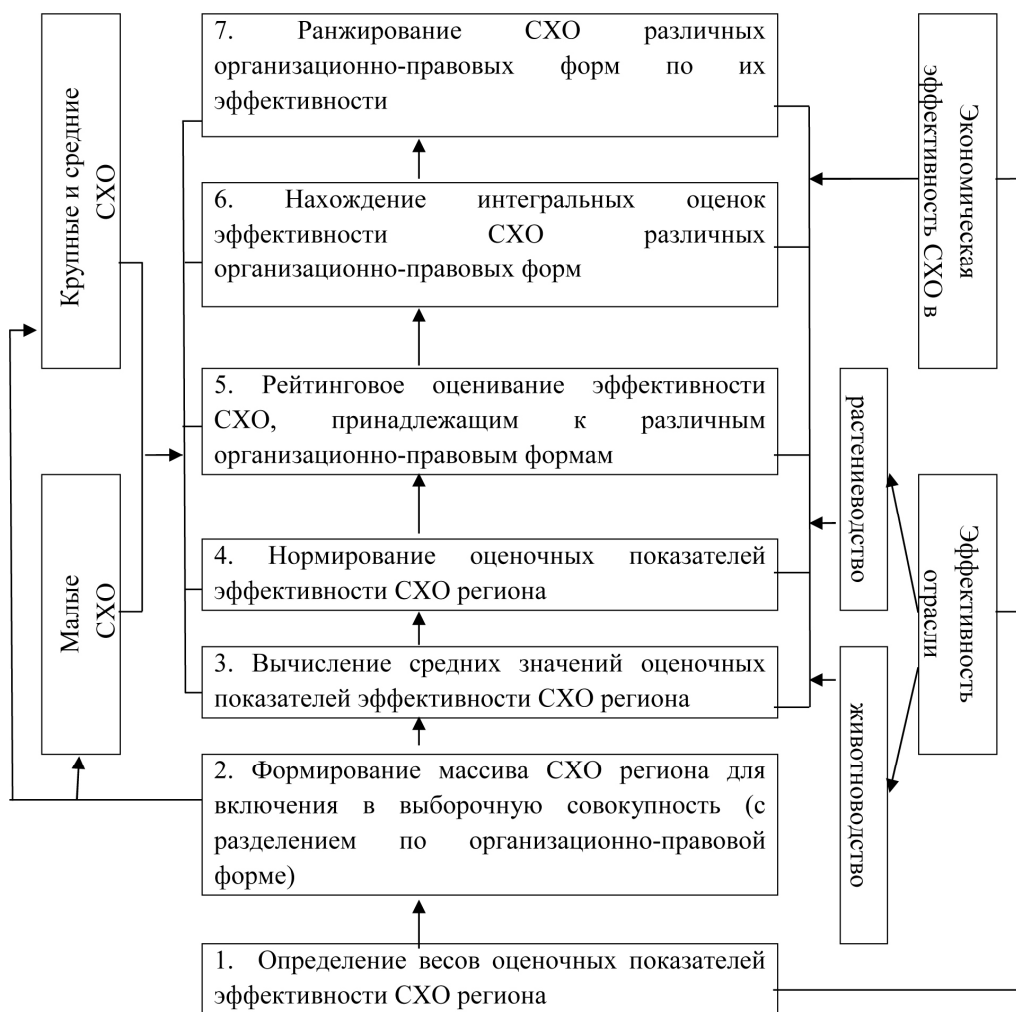 Крупные и средние
СХО
Малые
СХО
7. Ранжирование СХО различных
организационно-правовых форм по их
эффективности
6. Нахождение интегральных оценок
эффективности СХО различных
организационно-правовых форм
5. Рейтинговое оценивание эффективности
СХО, принадлежащим к различным
организационно-правовым формам
4. Нормирование оценочных показателей
эффективности СХО региона
3. Вычисление средних значений оценочных
показателей эффективности СХО региона
2. Формирование массива СХО региона для
включения в выборочную совокупность (с
разделением по организационно-правовой
форме)
1. Определение весов оценочных показателей
эффективности СХО региона
растениеводство
животноводство
Экономическая
эффективность СХО в
Эффективность
отрасли